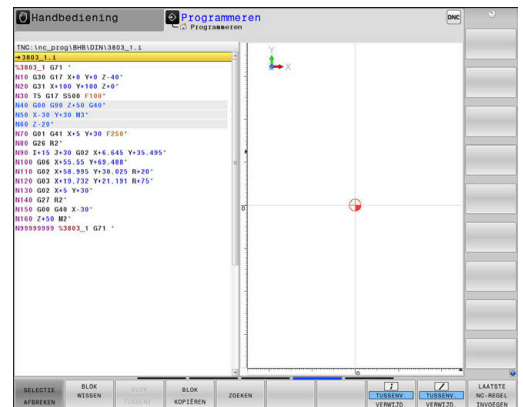 Handbediening
Programmeren
Programmeren
DNC
TNC:\nc_prog\BHB\DIN\3803_1.i
→3803_1.i
%3803_1 G71 *
N10 G30 G17 X+0 Y+0 Z-40*
N20 G31 X+100 Y+100 Z+0*
N30 T5 G17 S500 F100*
N40 G00 G90 Z+50 G40*
N50 X-30 Y+30 M3*
N60 Z-20*
N70 G01 G41 X+5 Y+30 F250*
N80 G26 R2*
N90 I+15 J+30 G02 X+6.645 Y+35.495*
N100 G06 X+55.55 Y+69.488*
N110 G02 X+58.995 Y+30.025 R+20*
N120 G03 X+19.732 Y+21.191 R+75*
N130 G02 X+5 Y+30*
N140 G27 R2*
N150 G00 G40 X-30*
N160 Z+50 M2*
N99999999 %3803_1 G71 *
Y
X
0
0
SELECTIE
AFBREKEN
BLOK
WISSEN
BLOK
TUSSENV.
BLOK
KOPIËREN
ZOEKEN
TUSSENV.
VERWIJD.
TUSSENV.
VERWIJD.
LAATSTE
NC-REGEL
INVOEGEN